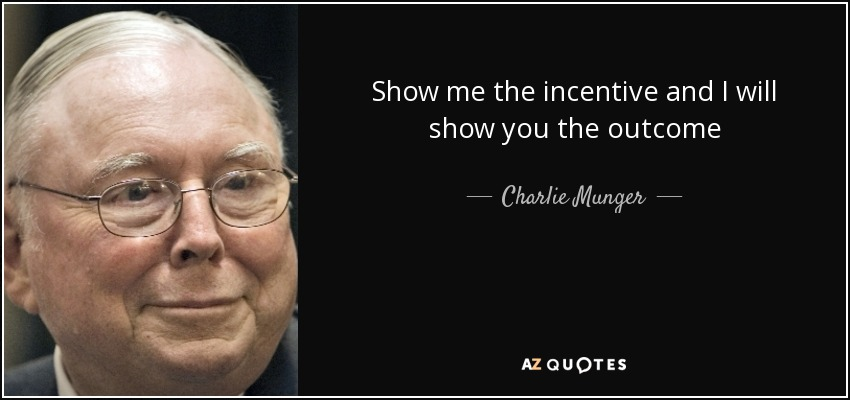 Show me the incentive and I will
show you the outcome
Charlie Munger
AZ QUOTES